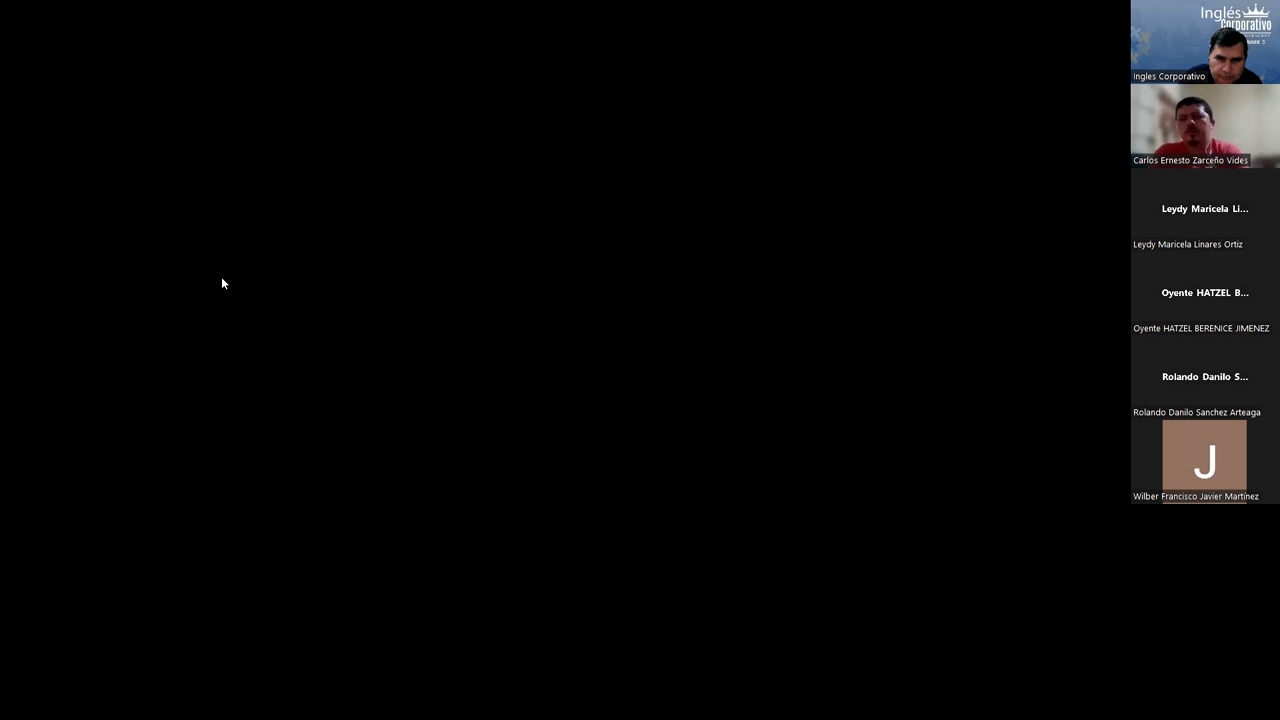 Inglés
Corporativo
Ingles Corporativo
Carlos Ernesto Zarceño Vides
Leydy Maricela Li...
Leydy Maricela Linares Ortiz
Oyente HATZEL B...
Oyente HATZEL BERENICE JIMENEZ
Rolando Danilo S...
Rolando Danilo Sanchez Arteaga
J
Wilber Francisco Javier Martínez